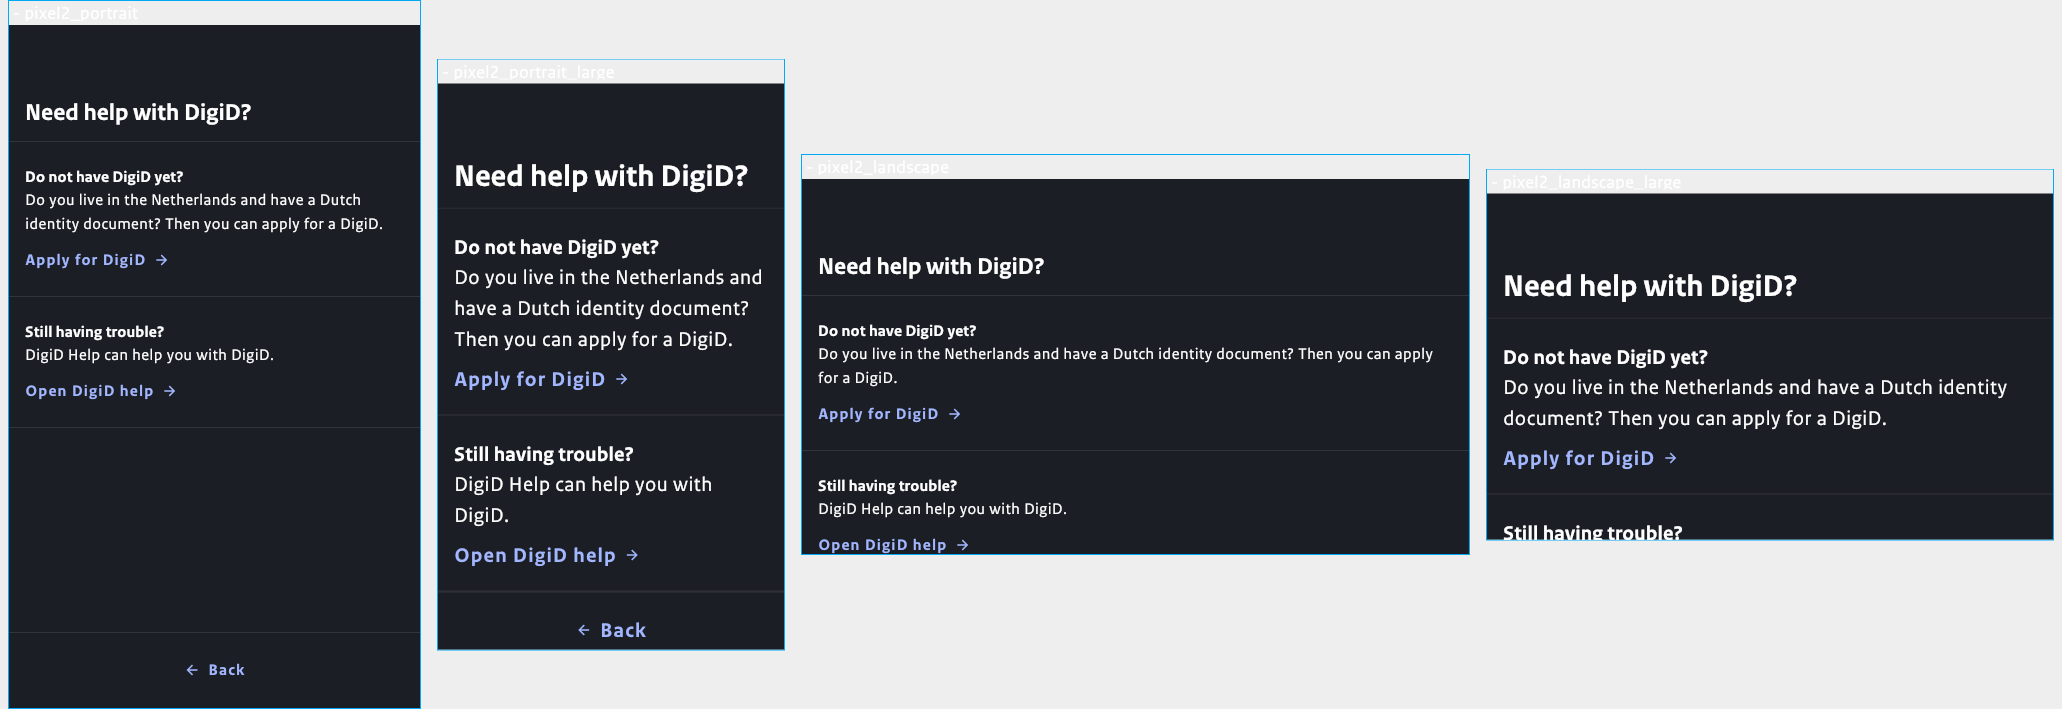 - pixel2_portrait
Need help with DigiD?
Do not have DigiD yet?
Do you live in the Netherlands and have a Dutch
identity document? Then you can apply for a DigiD.
Apply for DigiD →
Still having trouble?
DigiD Help can help you with DigiD.
Open DigiD help →
← Back
- pixel2_portrait_large
Need help with DigiD?
Do not have DigiD yet?
Do you live in the Netherlands and
have a Dutch identity document?
Then you can apply for a DigiD.
Apply for DigiD →
Still having trouble?
DigiD Help can help you with
DigiD.
Open DigiD help →
← Back
- pixel2_landscape
Need help with DigiD?
Do not have DigiD yet?
Do you live in the Netherlands and have a Dutch identity document? Then you can apply
for a DigiD.
Apply for DigiD →
Still having trouble?
DigiD Help can help you with DigiD.
Open DigiD help →
- pixel2_landscape_large
Need help with DigiD?
Do not have DigiD yet?
Do you live in the Netherlands and have a Dutch identity
document? Then you can apply for a DigiD.
Apply for DigiD →
Still having trouble?